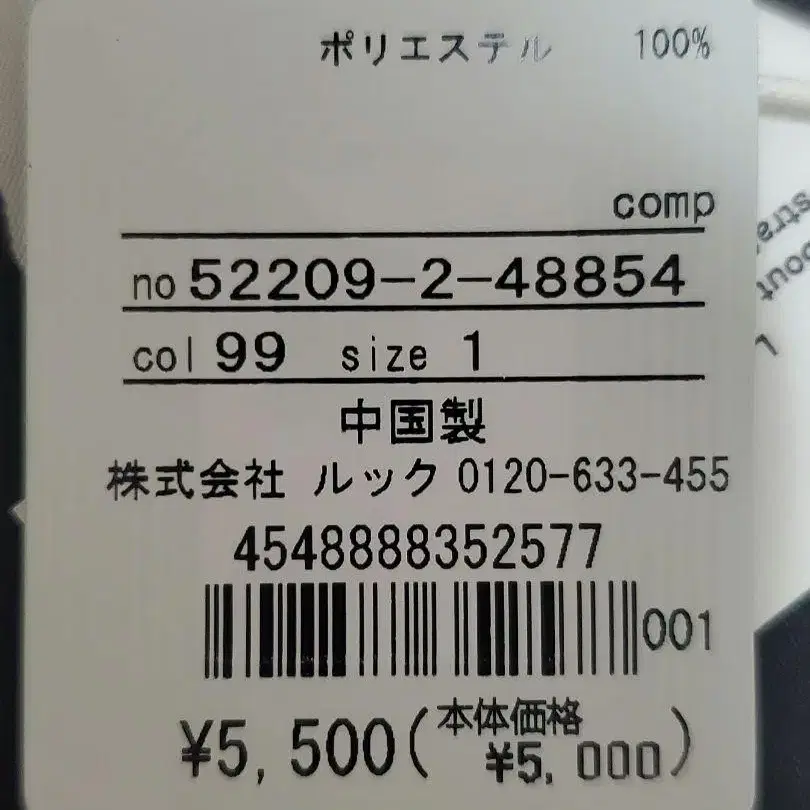 ポリエステル 100%
comp
no 52209-2-48854
col 99 size 1
中国製
株式会社 ルック 0120-633-455
4548888352577
001
¥5,500(本体価格
¥5,000)